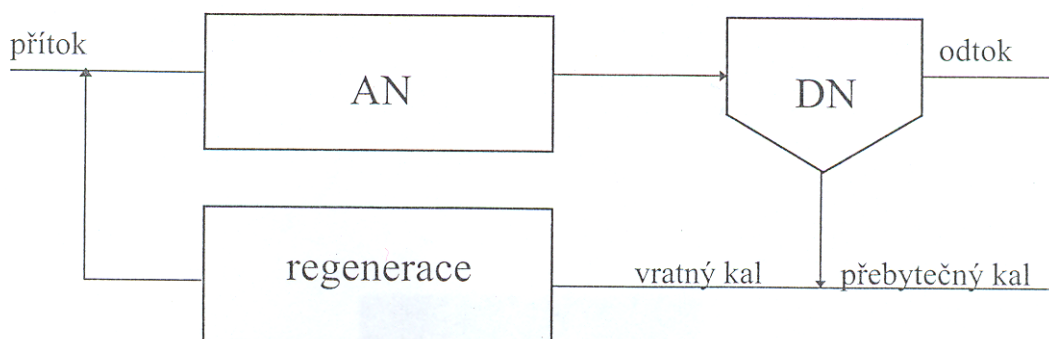 přítok
AN
DN
odtok
regenerace
vratný kal
přebytečný kal